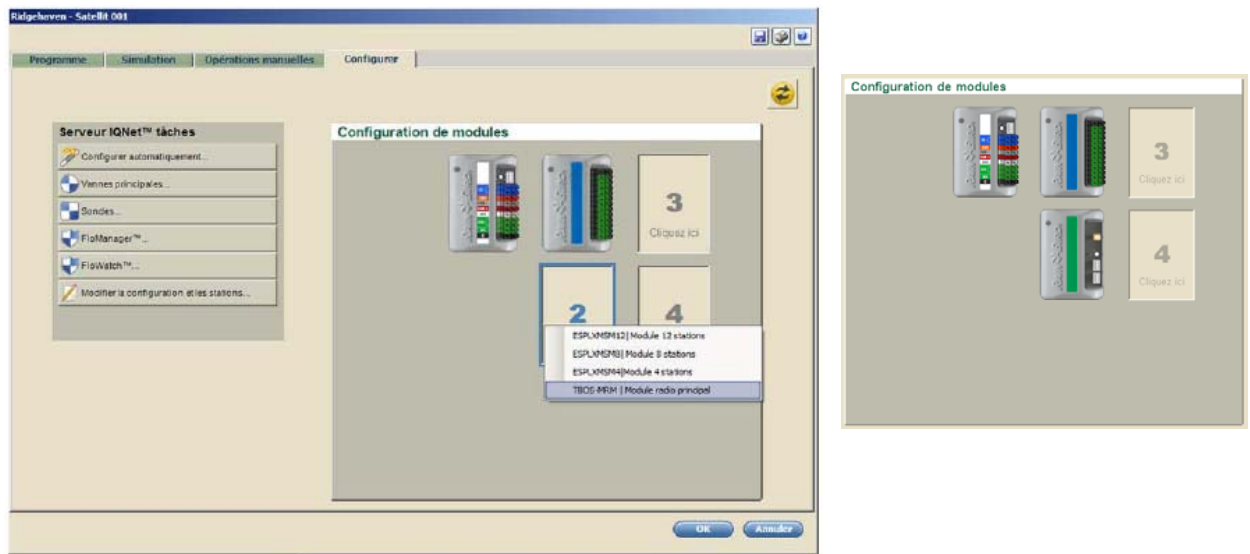 Ridgehaven - Satellit 001
Programme
Simulation
Opérations manuelles
Configurer
Serveur IQNet™ tâches
Configurer automatiquement...
Vannes principales...
Sondes...
FloManager™...
FloWatch™...
Modifier la configuration et les stations...
Configuration de modules
3
Cliquez ici
2
4
ESPLXMSM12| Module 12 stations
ESPLXMSM8| Module 8 stations
ESPLXMSM4|Module 4 stations
TBOS-MRM | Module radio principal
OK
Annuler
Configuration de modules
3
Cliquez ici
4
Cliquez ici